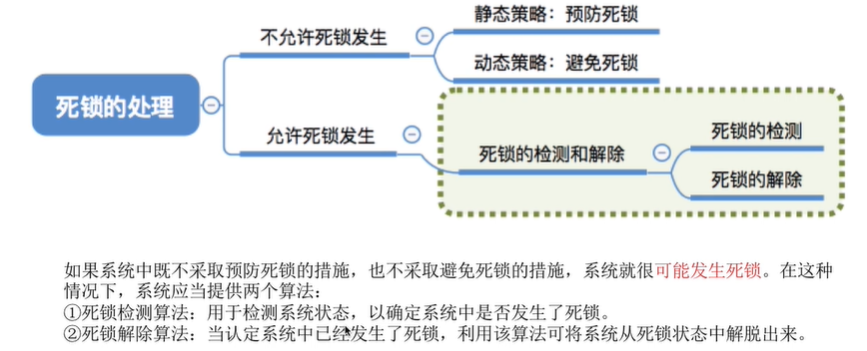 不允许死锁发生
静态策略：预防死锁
动态策略：避免死锁
死锁的处理
允许死锁发生
死锁的检测和解除
死锁的检测
死锁的解除
如果系统中既不采取预防死锁的措施，也不采取避免死锁的措施，系统就很可能发生死锁。在这种
情况下，系统应当提供两个算法：
①死锁检测算法：用于检测系统状态，以确定系统中是否发生了死锁。
②死锁解除算法：当认定系统中已经发生了死锁，利用该算法可将系统从死锁状态中解脱出来。